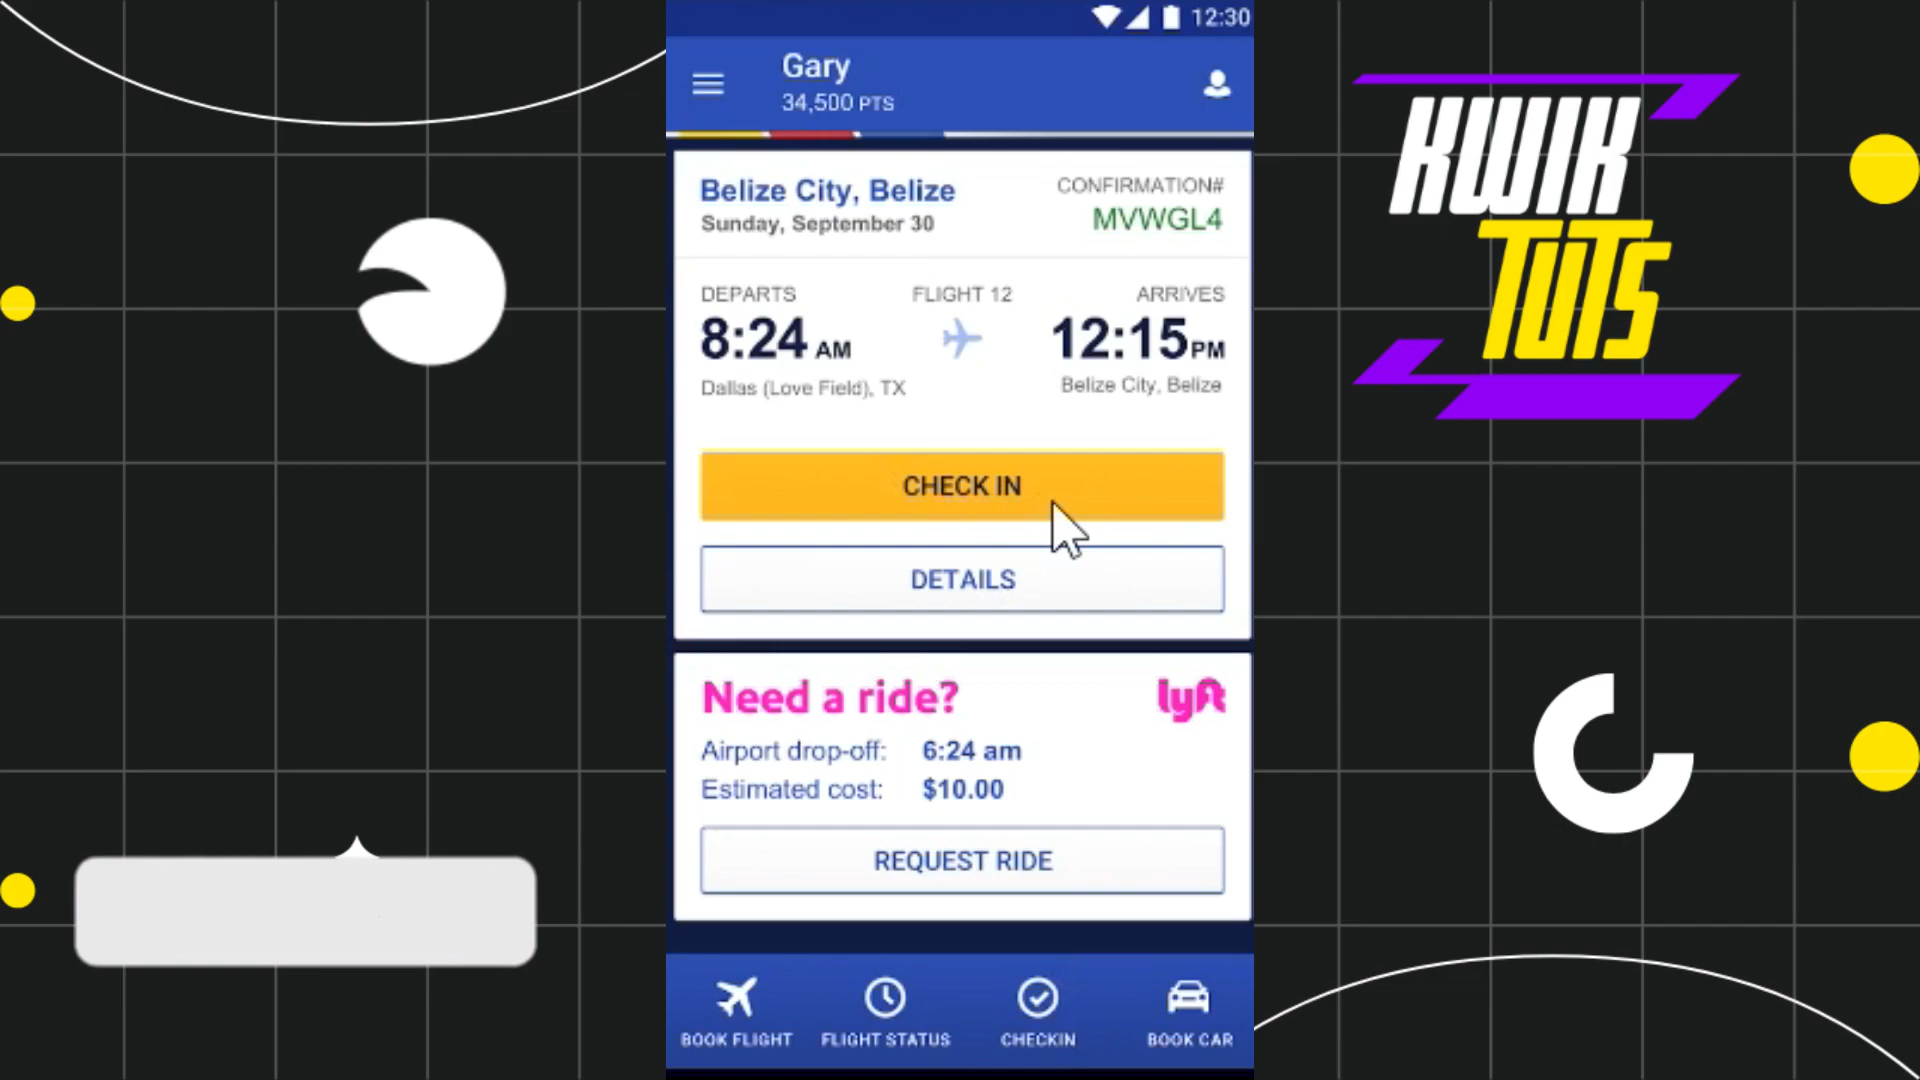 12:30
Gary
34,500 PTS
Belize City, Belize
Sunday, September 30
CONFIRMATION#
MVWGL4
DEPARTS
FLIGHT 12
ARRIVES
8:24 AM
12:15PM
Dallas (Love Field), TX
Belize City, Belize
CHECK IN
DETAILS
Need a ride?
lyft
Airport drop-off: 6:24 am
Estimated cost: $10.00
REQUEST RIDE
BOOK FLIGHT
FLIGHT STATUS
CHECKIN
BOOK CAR
KWIK
TUTS